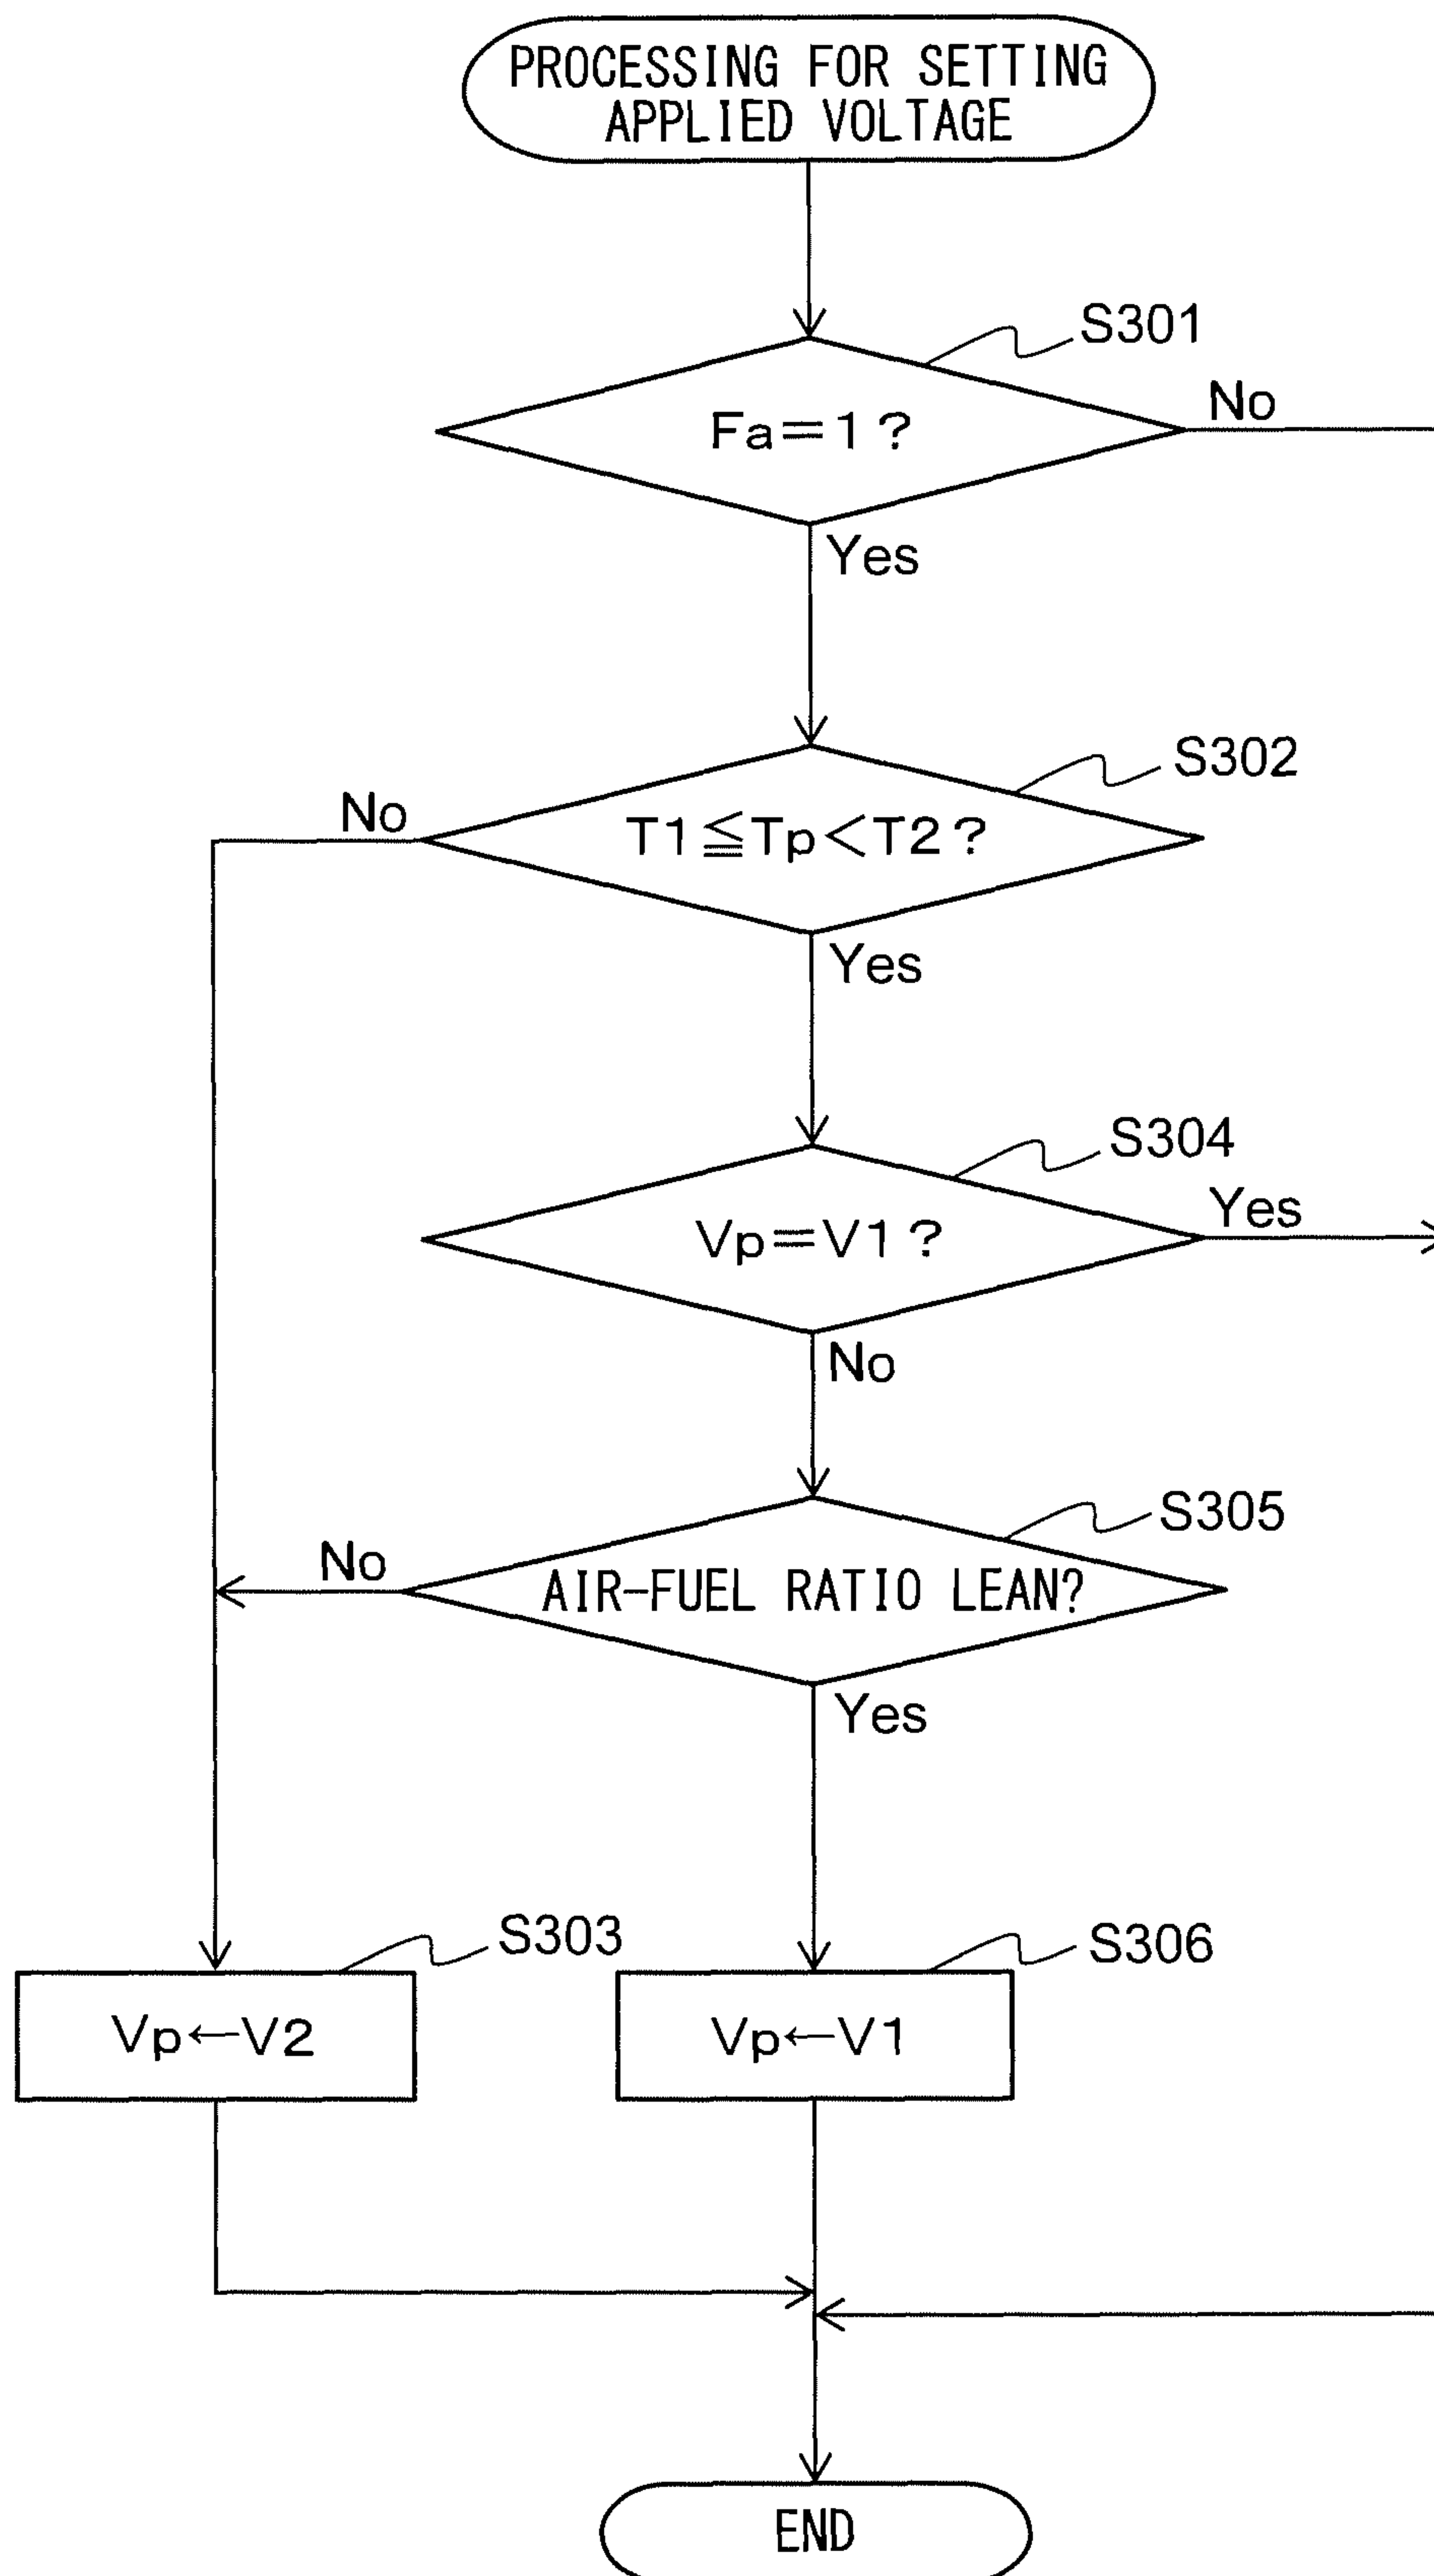 PROCESSING FOR SETTING
APPLIED VOLTAGE
S301
Fa=1?
No
Yes
S302
No
T1≦Tp<T2?
Yes
S304
Vp=V1?
Yes
No
S305
No
AIR-FUEL RATIO LEAN?
Yes
S303
S306
Vp←V2
Vp←V1
END